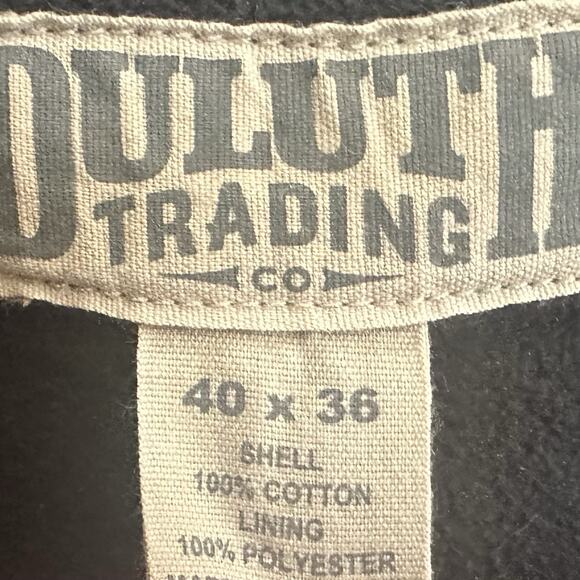 DULUTH
TRADING
CO
40 x 36
SHELL
100% COTTON
LINING
100% POLYESTER